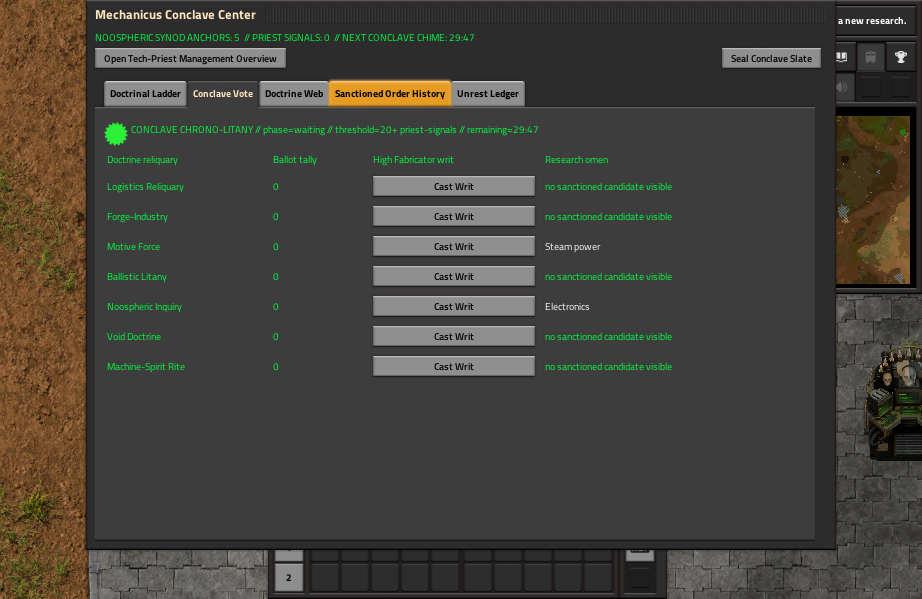 Mechanicus Conclave Center
a new research.
NOOSPHERIC SYNOD ANCHORS: 5 // PRIEST SIGNALS: 0 // NEXT CONCLAVE CHIME: 29:47
Open Tech-Priest Management Overview
Seal Conclave Slate
Doctrinal Ladder Conclave Vote Doctrine Web Sanctioned Order History Unrest Ledger
CONCLAVE CHRONO-LITANY // phase=waiting // threshold=20+ priest-signals // remaining=29:47
Doctrine reliquary Ballot tally High Fabricator writ Research omen
Logistics Reliquary 0 Cast Writ no sanctioned candidate visible
Forge-Industry 0 Cast Writ no sanctioned candidate visible
Motive Force 0 Cast Writ Steam power
Ballistic Litany 0 Cast Writ no sanctioned candidate visible
Noospheric Inquiry 0 Cast Writ Electronics
Void Doctrine 0 Cast Writ no sanctioned candidate visible
Machine-Spirit Rite 0 Cast Writ no sanctioned candidate visible
2